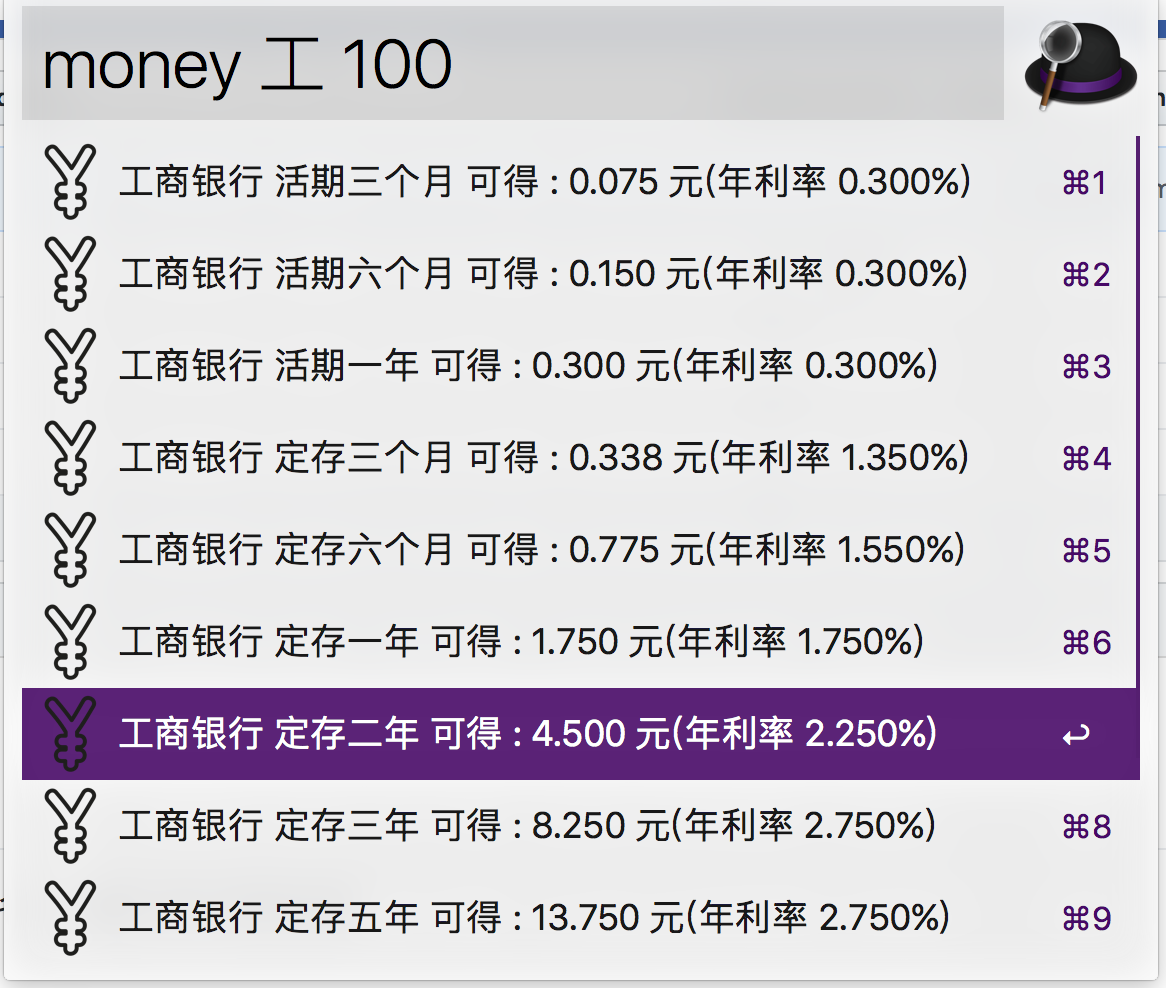 money 工 100
工商银行 活期三个月 可得 : 0.075 元(年利率 0.300%) ⌘1
工商银行 活期六个月 可得 : 0.150 元(年利率 0.300%) ⌘2
工商银行 活期一年 可得 : 0.300 元(年利率 0.300%) ⌘3
工商银行 定存三个月 可得 : 0.338 元(年利率 1.350%) ⌘4
工商银行 定存六个月 可得 : 0.775 元(年利率 1.550%) ⌘5
工商银行 定存一年 可得 : 1.750 元(年利率 1.750%) ⌘6
工商银行 定存二年 可得 : 4.500 元(年利率 2.250%) ↩
工商银行 定存三年 可得 : 8.250 元(年利率 2.750%) ⌘8
工商银行 定存五年 可得 : 13.750 元(年利率 2.750%) ⌘9